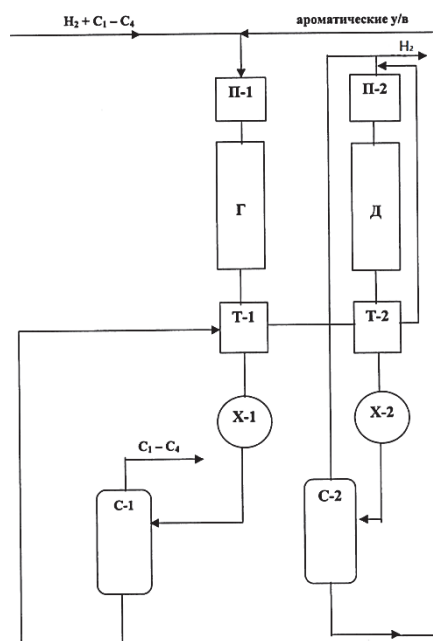 H₂ + C₁ – C₄
ароматические у/в
H₂
П-1
П-2
Г
Д
Т-1
Т-2
Х-1
Х-2
C₁ – C₄
С-1
С-2